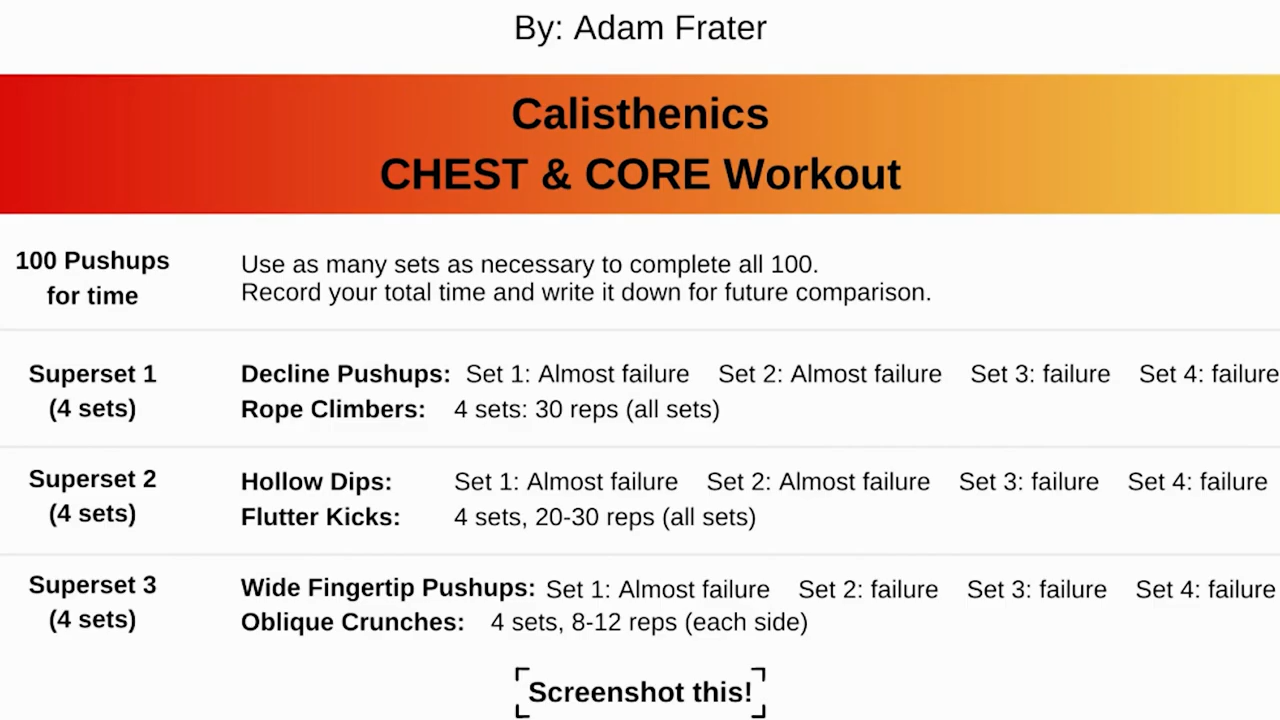 By: Adam Frater
Calisthenics
CHEST & CORE Workout
100 Pushups
for time
Use as many sets as necessary to complete all 100.
Record your total time and write it down for future comparison.
Superset 1
(4 sets)
Decline Pushups: Set 1: Almost failure Set 2: Almost failure Set 3: failure Set 4: failure
Rope Climbers: 4 sets: 30 reps (all sets)
Superset 2
(4 sets)
Hollow Dips: Set 1: Almost failure Set 2: Almost failure Set 3: failure Set 4: failure
Flutter Kicks: 4 sets, 20-30 reps (all sets)
Superset 3
(4 sets)
Wide Fingertip Pushups: Set 1: Almost failure Set 2: failure Set 3: failure Set 4: failure
Oblique Crunches: 4 sets, 8-12 reps (each side)
Screenshot this!